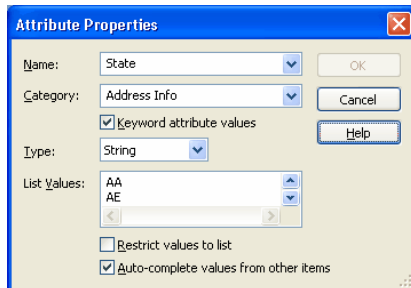 Attribute Properties
Name: State OK
Category: Address Info Cancel
Keyword attribute values Help
Type: String
List Values: AA
AE
Restrict values to list
Auto-complete values from other items